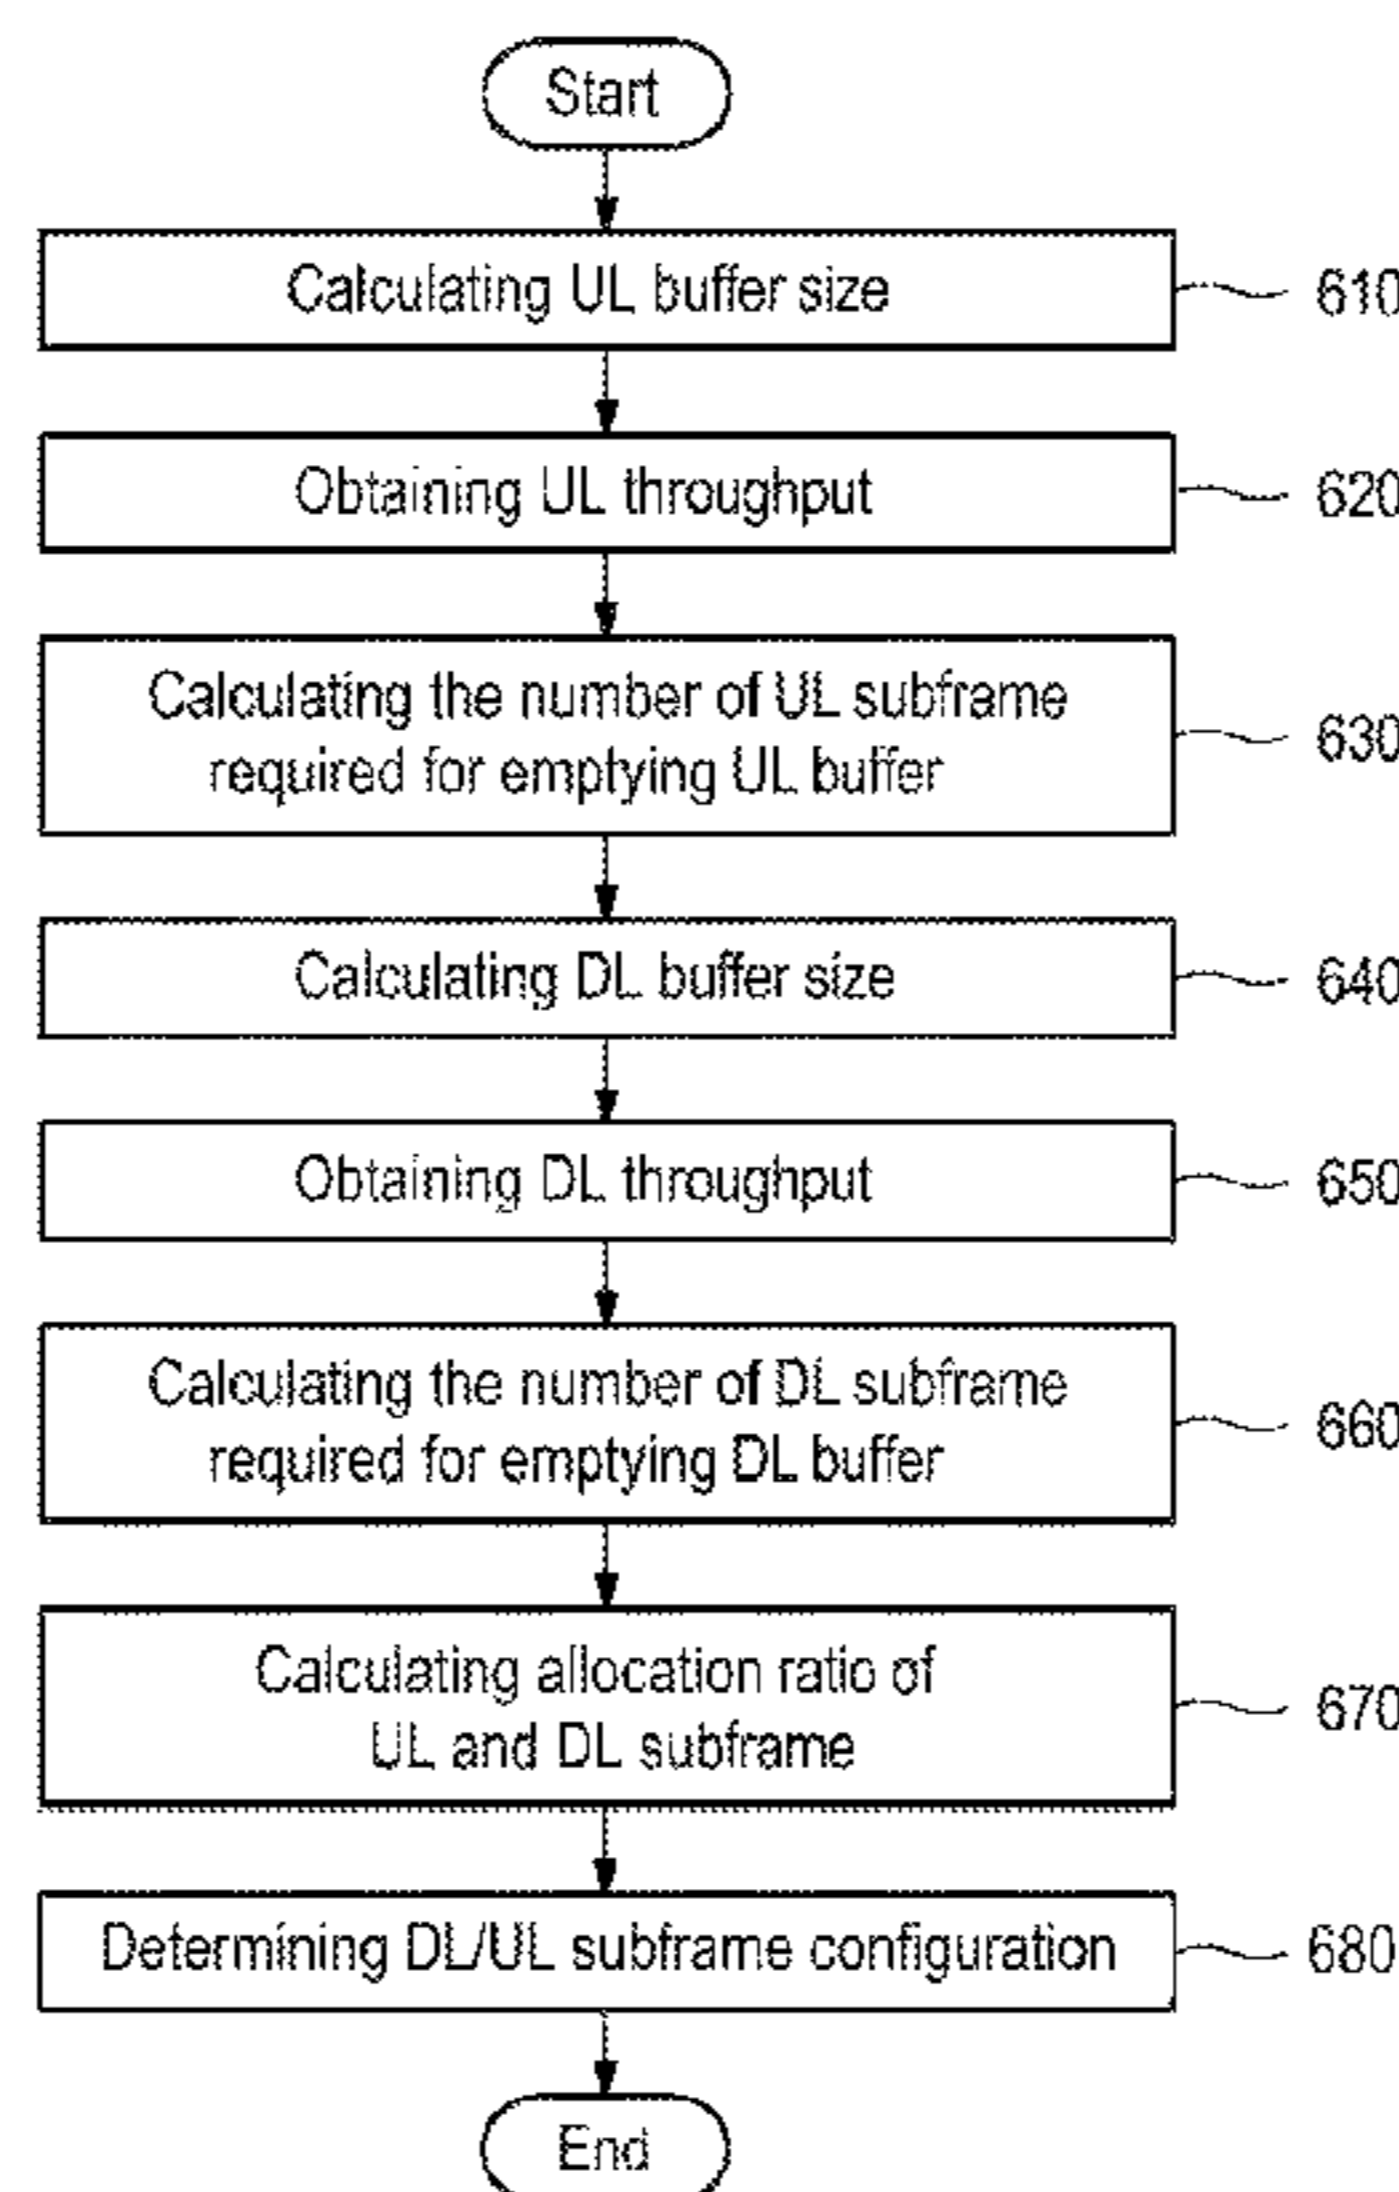 Start
Calculating UL buffer size
610
Obtaining UL throughput
620
Calculating the number of UL subframe
required for emptying UL buffer
630
Calculating DL buffer size
640
Obtaining DL throughput
650
Calculating the number of DL subframe
required for emptying DL buffer
660
Calculating allocation ratio of
UL and DL subframe
670
Determining DL/UL subframe configuration
680
End